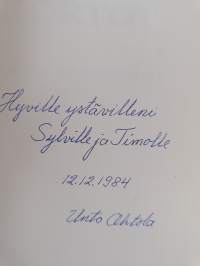 Hyville ystävilleni
Sylville ja Timolle
12.12.1984
Unto Ahtola